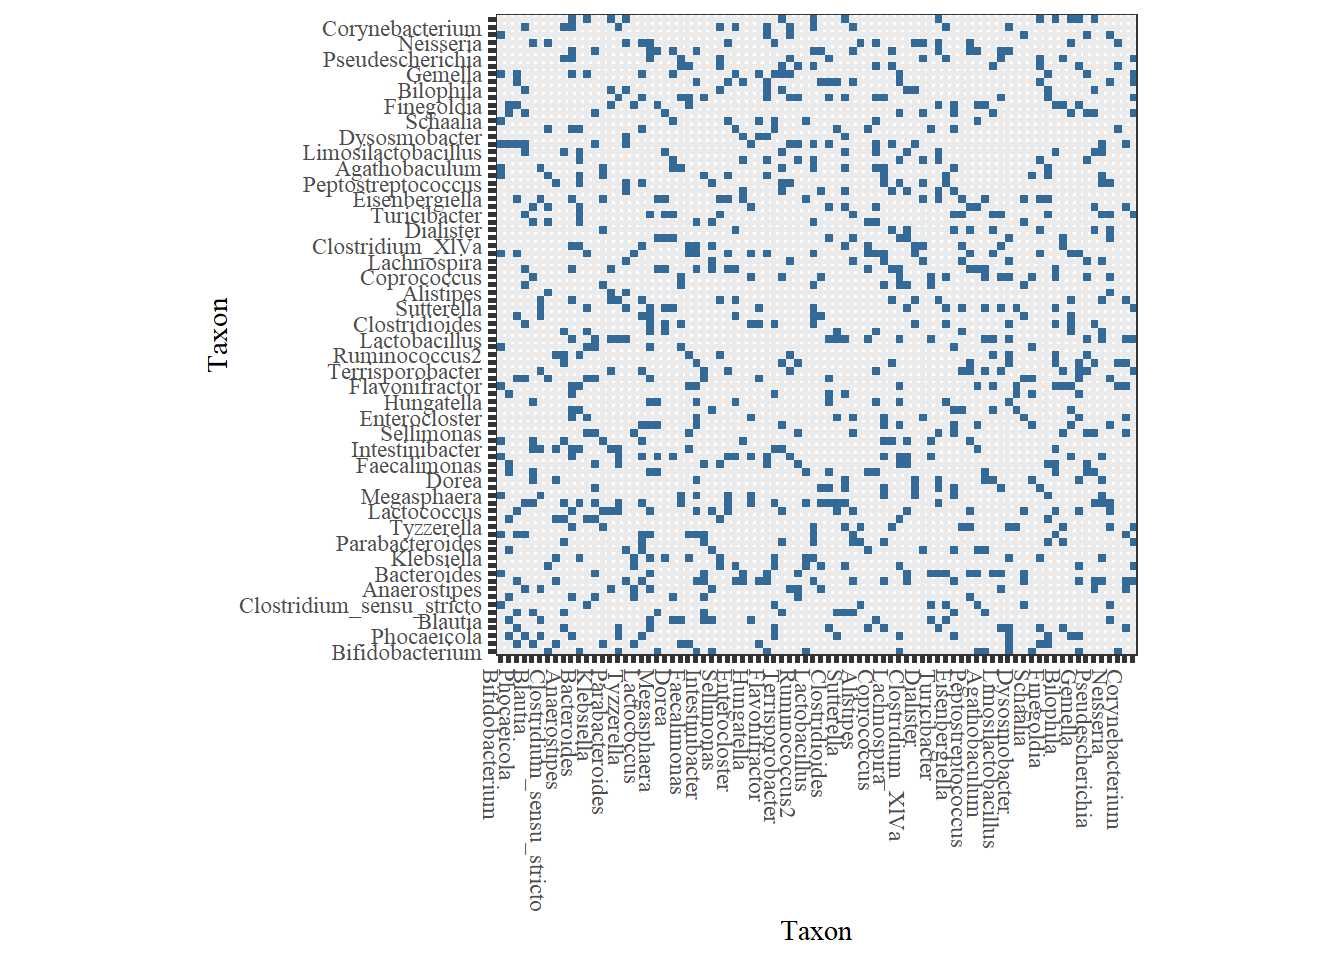 Corynebacterium
Neisseria
Pseudescherichia
Gemella
Bilophila
Finegoldia
Schaalia
Dysosmobacter
Limosilactobacillus
Agathobaculum
Peptostreptococcus
Eisenbergiella
Turicibacter
Dialister
Clostridium_XlVa
Lachnospira
Coprococcus
Alistipes
Sutterella
Clostridioides
Lactobacillus
Ruminococcus2
Terrisporobacter
Flavonifractor
Hungatella
Enterocloster
Sellimonas
Intestinibacter
Faecalimonas
Dorea
Megasphaera
Lactococcus
Tyzzerella
Parabacteroides
Klebsiella
Bacteroides
Anaerostipes
Clostridium_sensu_stricto
Blautia
Phocaeicola
Bifidobacterium
Taxon
Bifidobacterium
Phocaeicola
Blautia
Clostridium_sensu_stricto
Anaerostipes
Bacteroides
Klebsiella
Parabacteroides
Tyzzerella
Lactococcus
Megasphaera
Dorea
Faecalimonas
Intestinibacter
Sellimonas
Enterocloster
Hungatella
Flavonifractor
Terrisporobacter
Ruminococcus2
Lactobacillus
Clostridioides
Sutterella
Alistipes
Coprococcus
Lachnospira
Clostridium_XlVa
Dialister
Turicibacter
Eisenbergiella
Peptostreptococcus
Agathobaculum
Limosilactobacillus
Dysosmobacter
Schaalia
Finegoldia
Bilophila
Gemella
Pseudescherichia
Neisseria
Corynebacterium
Taxon